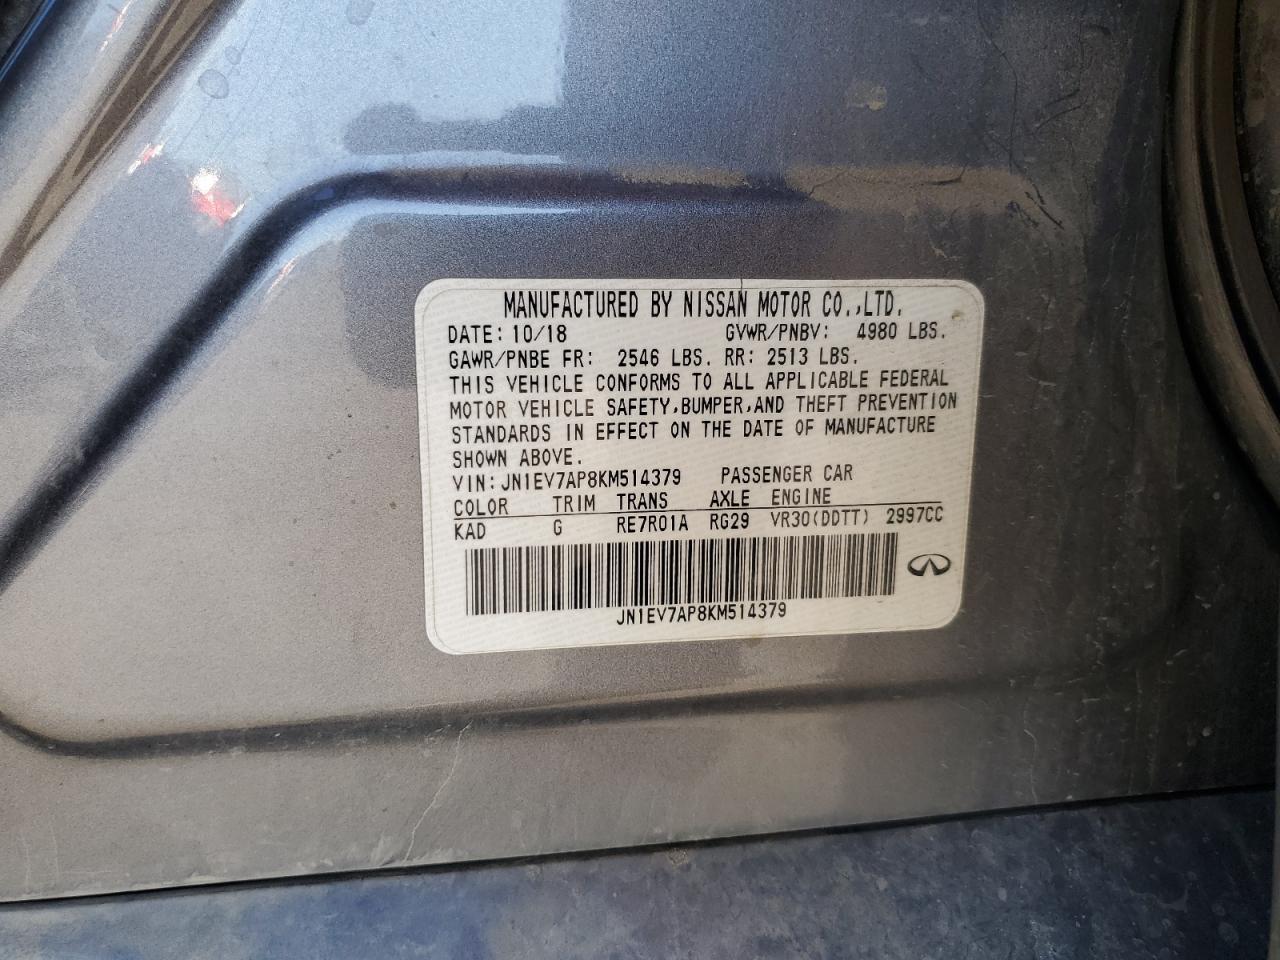 MANUFACTURED BY NISSAN MOTOR CO.,LTD.
DATE: 10/18 GVWR/PNBV: 4980 LBS.
GAWR/PNBE FR: 2546 LBS. RR: 2513 LBS.
THIS VEHICLE CONFORMS TO ALL APPLICABLE FEDERAL
MOTOR VEHICLE SAFETY,BUMPER,AND THEFT PREVENTION
STANDARDS IN EFFECT ON THE DATE OF MANUFACTURE
SHOWN ABOVE.
VIN: JN1EV7AP8KM514379 PASSENGER CAR
COLOR TRIM TRANS AXLE ENGINE
KAD G RE7R01A RG29 VR30(DDTT) 2997CC
JN1EV7AP8KM514379